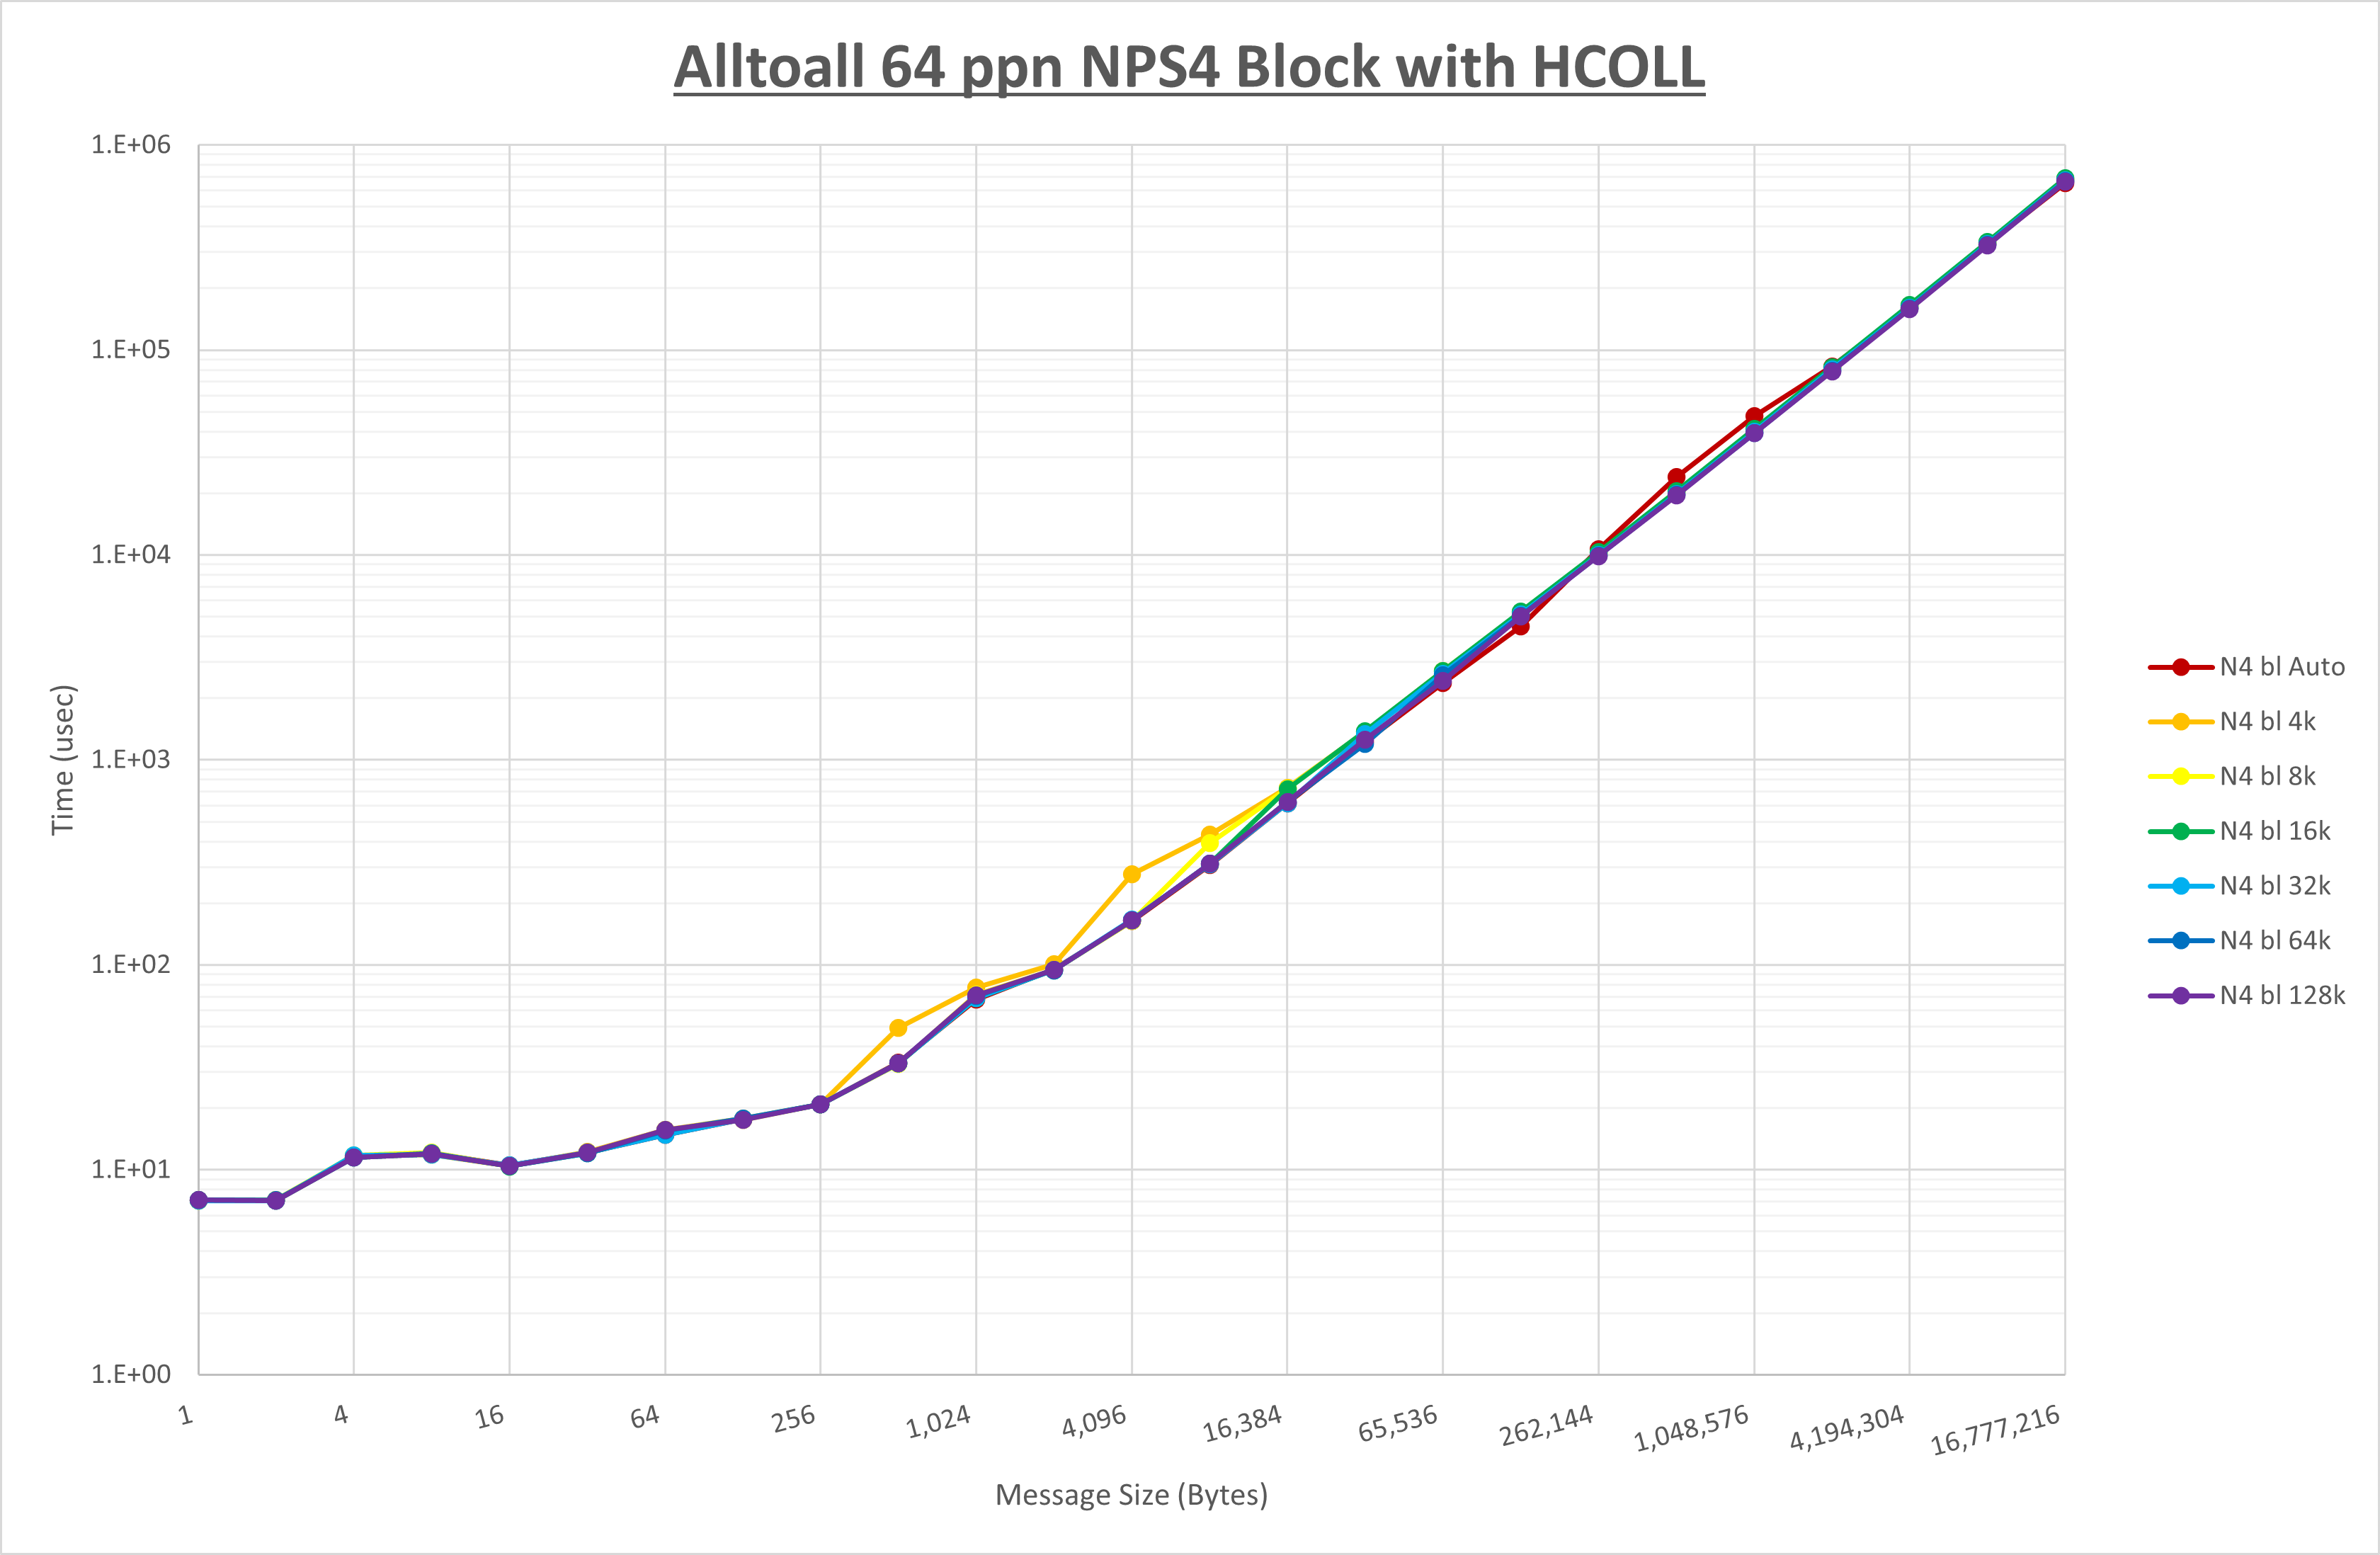 Alltoall 64 ppn NPS4 Block with HCOLL
1.E+06
1.E+05
1.E+04
1.E+03
1.E+02
1.E+01
1.E+00
Time (usec)
1
4
16
64
256
1,024
4,096
16,384
65,536
262,144
1,048,576
4,194,304
16,777,216
Message Size (Bytes)
N4 bl Auto
N4 bl 4k
N4 bl 8k
N4 bl 16k
N4 bl 32k
N4 bl 64k
N4 bl 128k